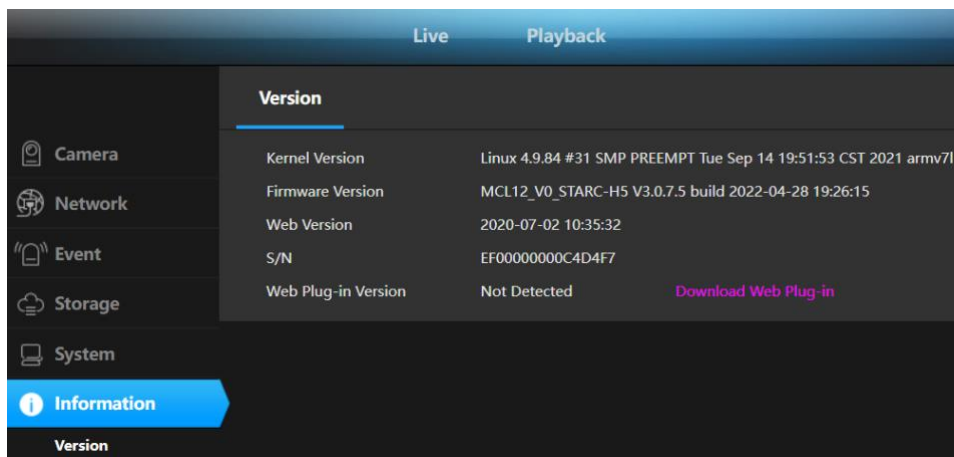 Live Playback
Version
Camera
Network
Event
Storage
System
Information
Version
Kernel Version Linux 4.9.84 #31 SMP PREEMPT Tue Sep 14 19:51:53 CST 2021 armv7l
Firmware Version MCL12_V0_STARC-H5 V3.0.7.5 build 2022-04-28 19:26:15
Web Version 2020-07-02 10:35:32
S/N EF00000000C4D4F7
Web Plug-in Version Not Detected Download Web Plug-in